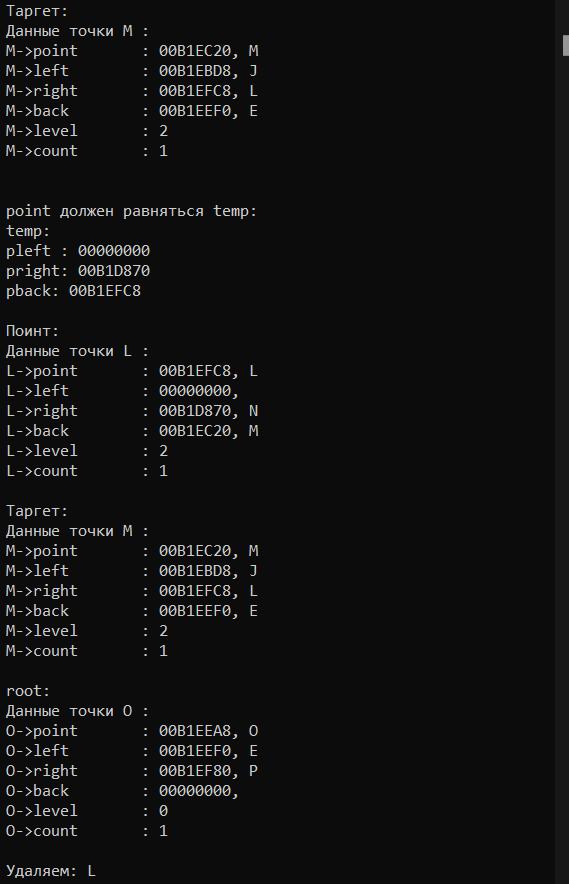 Таргет:
Данные точки M :
M->point       : 00B1EC20, M
M->left        : 00B1EBD8, J
M->right       : 00B1EFC8, L
M->back        : 00B1EEF0, E
M->level       : 2
M->count       : 1
point должен равняться temp:
temp:
pleft : 00000000
pright: 00B1D870
pback: 00B1EFC8
Поинт:
Данные точки L :
L->point       : 00B1EFC8, L
L->left        : 00000000,
L->right       : 00B1D870, N
L->back        : 00B1EC20, M
L->level       : 2
L->count       : 1
Таргет:
Данные точки M :
M->point       : 00B1EC20, M
M->left        : 00B1EBD8, J
M->right       : 00B1EFC8, L
M->back        : 00B1EEF0, E
M->level       : 2
M->count       : 1
root:
Данные точки O :
O->point       : 00B1EEA8, O
O->left        : 00B1EEF0, E
O->right       : 00B1EF80, P
O->back        : 00000000,
O->level       : 0
O->count       : 1
Удаляем: L